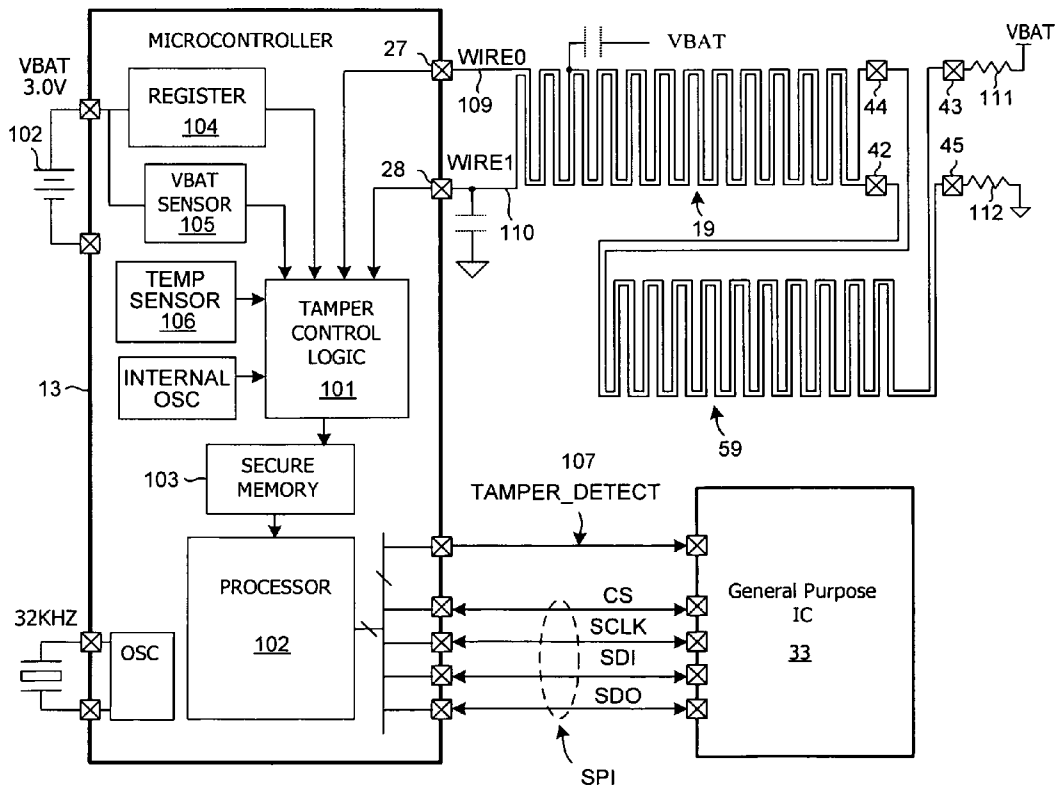 MICROCONTROLLER
VBAT
3.0V
102
REGISTER
104
VBAT
SENSOR
105
TEMP
SENSOR
106
INTERNAL
OSC
13
TAMPER
CONTROL
LOGIC
101
103
SECURE
MEMORY
PROCESSOR
102
32KHZ
OSC
27
WIRE0
109
28
WIRE1
110
VBAT
19
44
42
43
45
VBAT
111
112
59
107
TAMPER_DETECT
CS
SCLK
SDI
SDO
SPI
General Purpose
IC
33